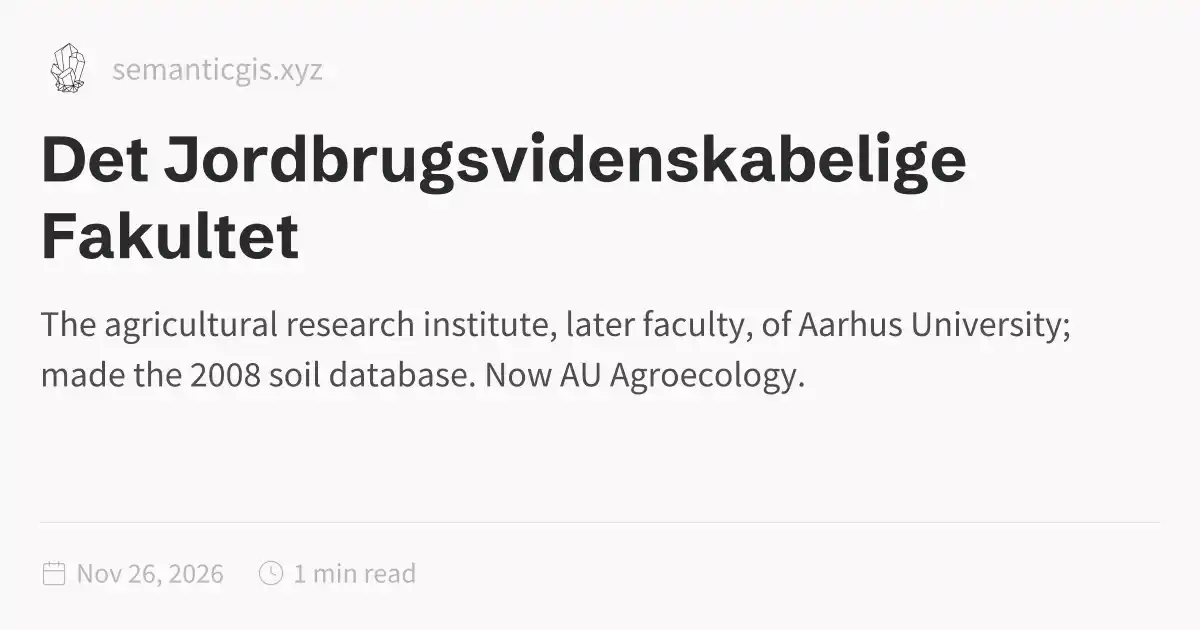 semanticgis.xyz
Det Jordbrugsvidenskabelige
Fakultet
The agricultural research institute, later faculty, of Aarhus University;
made the 2008 soil database. Now AU Agroecology.
Nov 26, 2026 1 min read